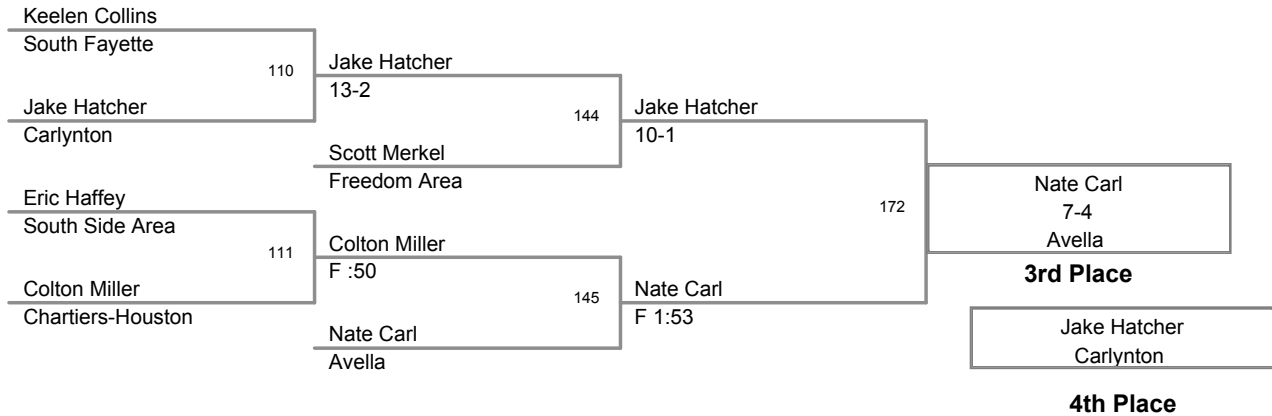 Keelen Collins
South Fayette
110
Jake Hatcher
13-2
Jake Hatcher
Carlynton
144
Jake Hatcher
10-1
Scott Merkel
Freedom Area
Eric Haffey
South Side Area
111
Colton Miller
F :50
Colton Miller
Chartiers-Houston
145
Nate Carl
F 1:53
Nate Carl
Avella
172
Nate Carl
7-4
Avella
3rd Place
Jake Hatcher
Carlynton
4th Place